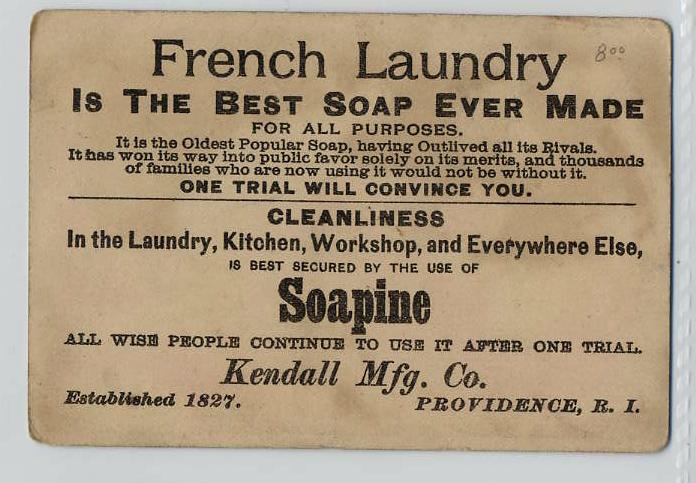 French Laundry
8⁰⁰
IS THE BEST SOAP EVER MADE
FOR ALL PURPOSES.
It is the Oldest Popular Soap, having Outlived all its Rivals.
It has won its way into public favor solely on its merits, and thousands
of families who are now using it would not be without it.
ONE TRIAL WILL CONVINCE YOU.
CLEANLINESS
In the Laundry, Kitchen, Workshop, and Everywhere Else,
IS BEST SECURED BY THE USE OF
Soapine
ALL WISE PEOPLE CONTINUE TO USE IT AFTER ONE TRIAL.
Kendall Mfg. Co.
Established 1827. PROVIDENCE, R. I.